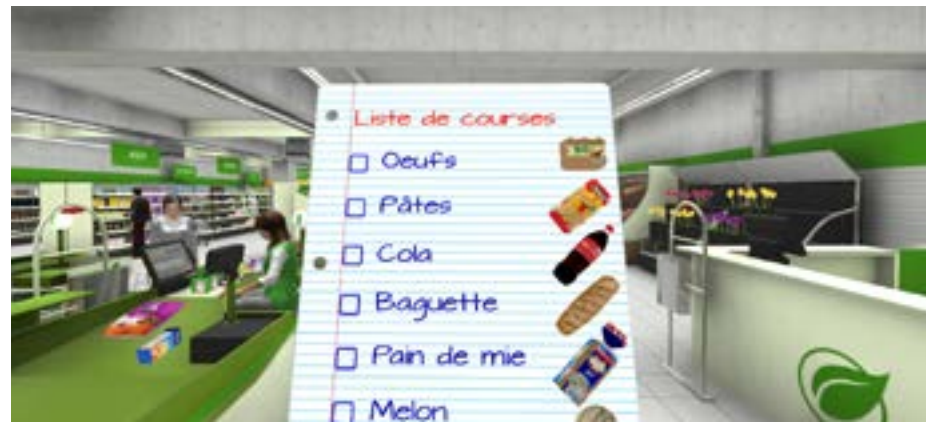 Liste de courses
Oeufs
Pâtes
Cola
Baguette
Pain de mie
Melon